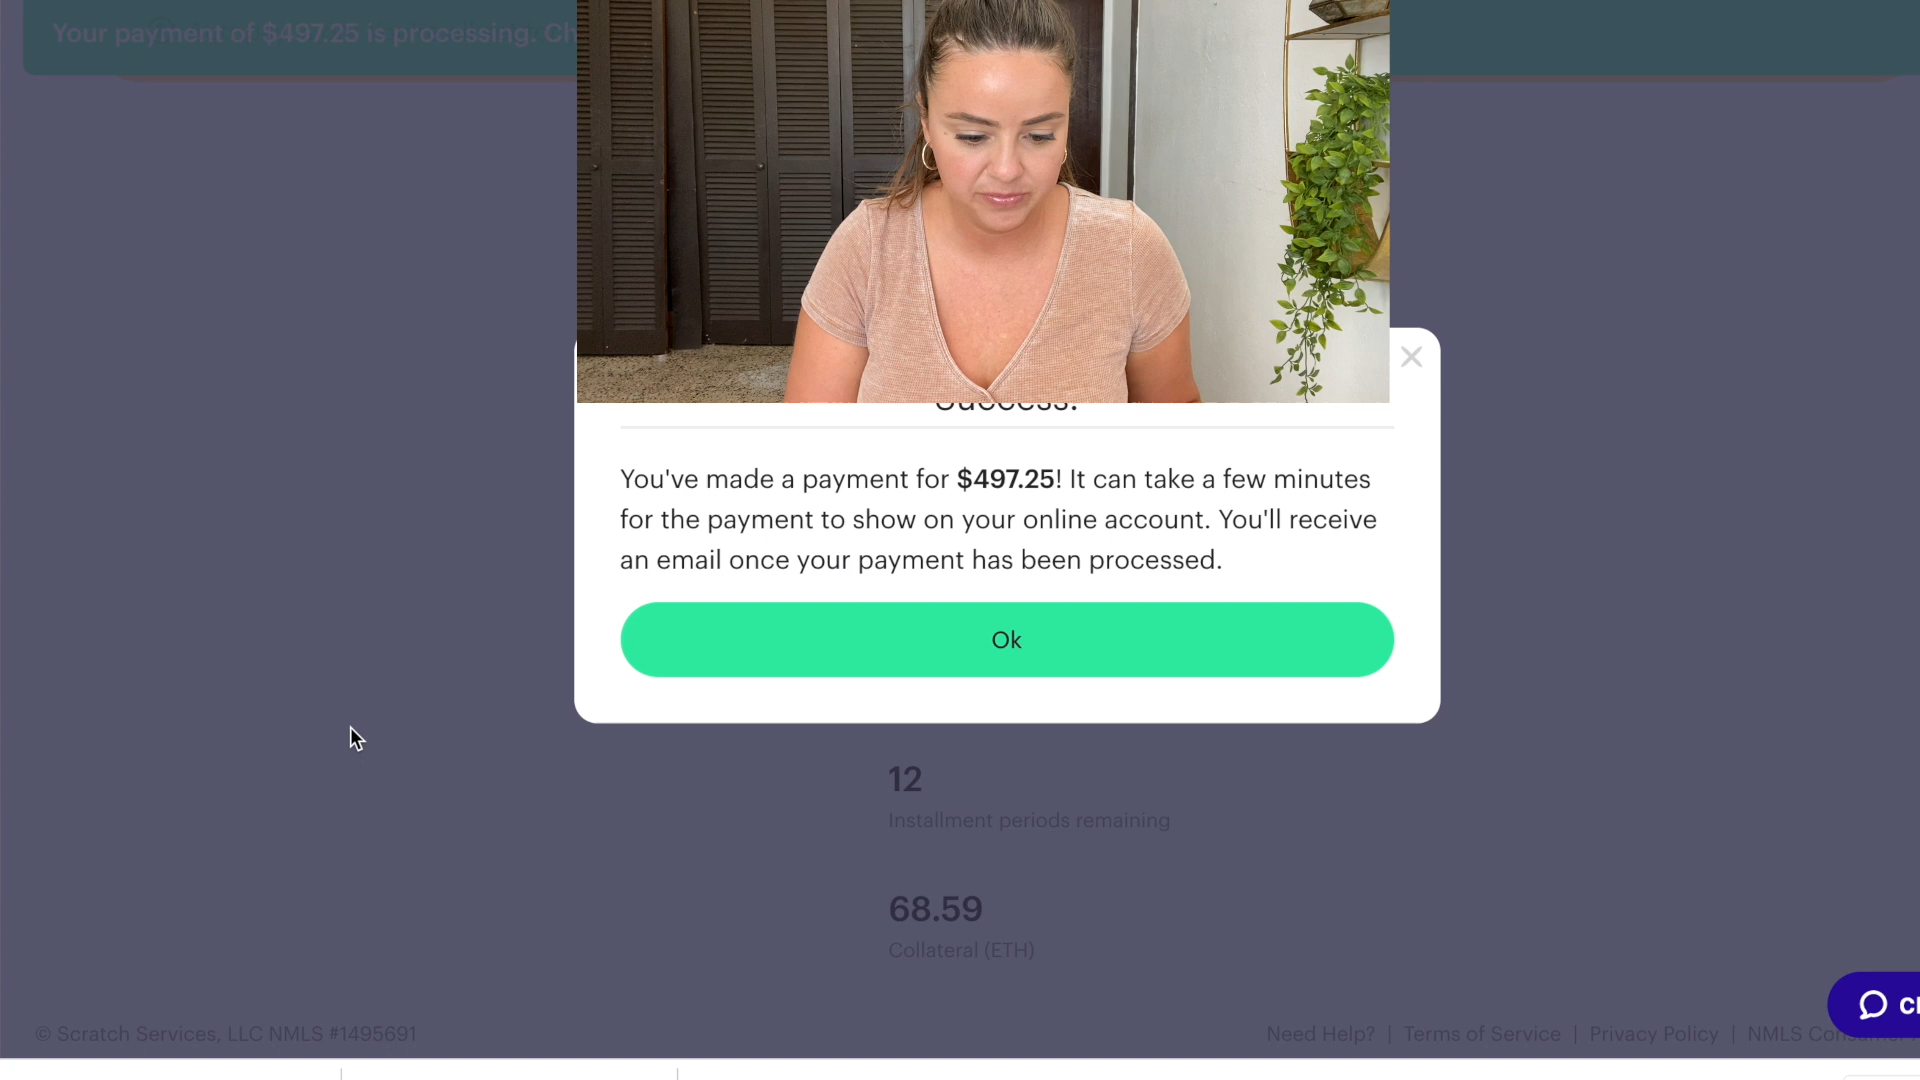 Your payment of $497.25 is processing.
Success!
You've made a payment for $497.25! It can take a few minutes
for the payment to show on your online account. You'll receive
an email once your payment has been processed.
Ok
12
Installment periods remaining
68.59
Collateral (ETH)
© Scratch Services, LLC NMLS #1495691
Need Help? | Terms of Service | Privacy Policy | NMLS